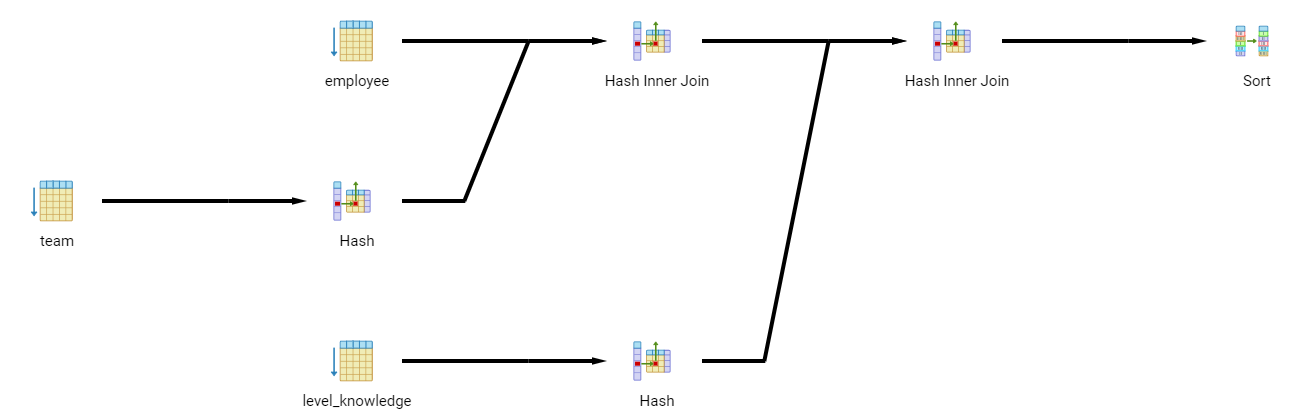 employee
Hash Inner Join
Hash Inner Join
Sort
team
Hash
level_knowledge
Hash